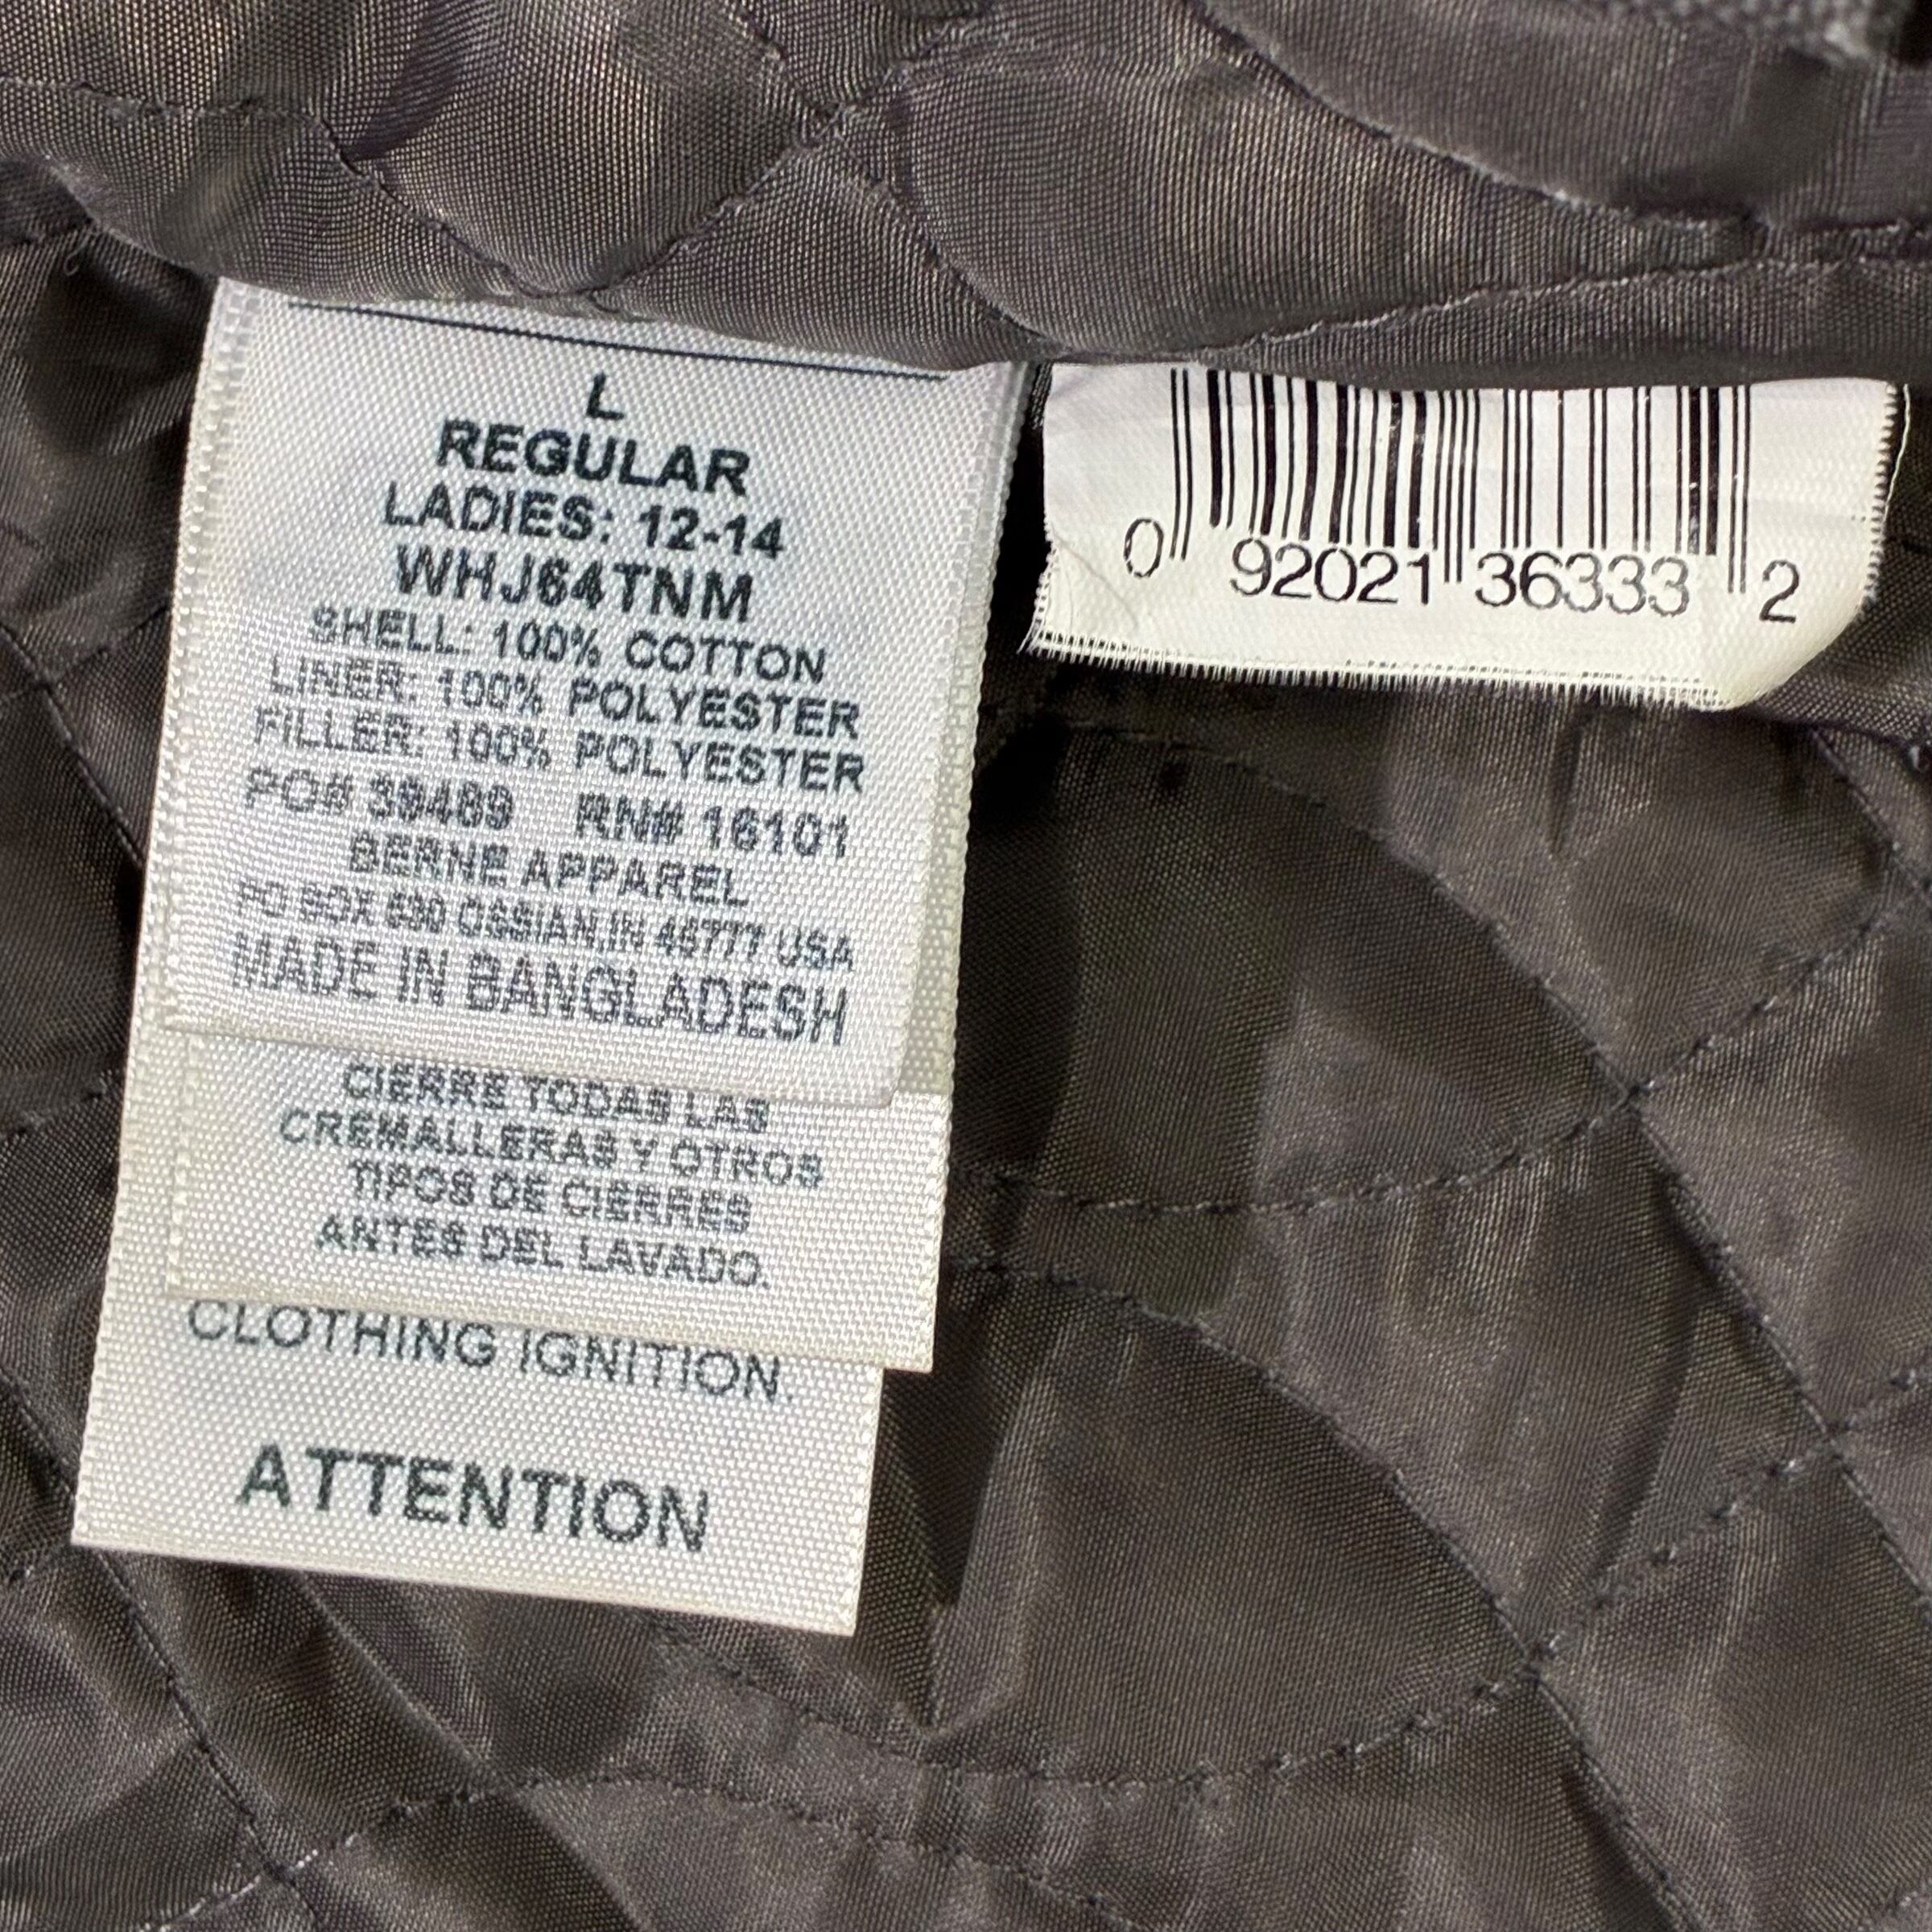 L
REGULAR
LADIES: 12-14
WHJ64TNM
SHELL: 100% COTTON
LINER: 100% POLYESTER
FILLER: 100% POLYESTER
PO# 39489 RN# 16101
BERNE APPAREL
PO BOX 530 OSSIAN,IN 46777 USA
MADE IN BANGLADESH
CIERRE TODAS LAS
CREMALLERAS Y OTROS
TIPOS DE CIERRES
ANTES DEL LAVADO.
CLOTHING IGNITION.
ATTENTION
0 92021 36333 2